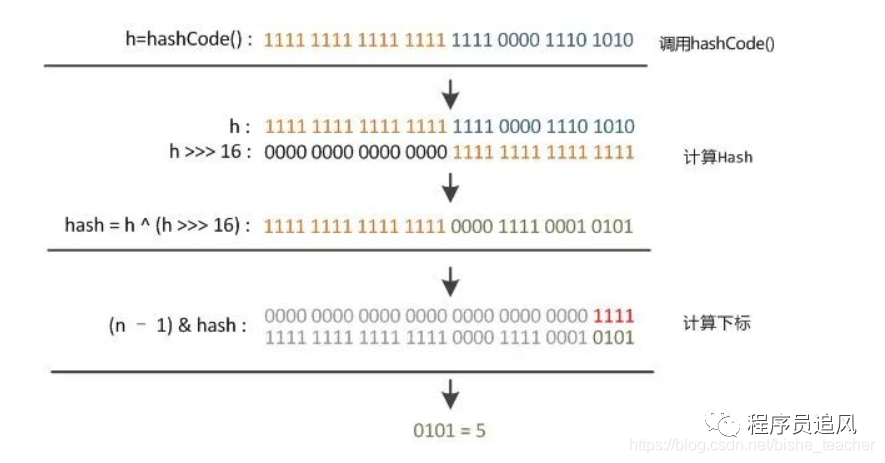 h=hashCode() : 1111 1111 1111 1111 1111 0000 1110 1010 调用hashCode()
h : 1111 1111 1111 1111 1111 0000 1110 1010
h >>> 16 : 0000 0000 0000 0000 1111 1111 1111 1111 计算Hash
hash = h ^ (h >>> 16) : 1111 1111 1111 1111 0000 1111 0001 0101
0000 0000 0000 0000 0000 0000 0000 1111
(n － 1) & hash : 计算下标
1111 1111 1111 1111 0000 1111 0001 0101
0101 = 5
程序员追风
https://blog.csdn.net/bishe_teacher